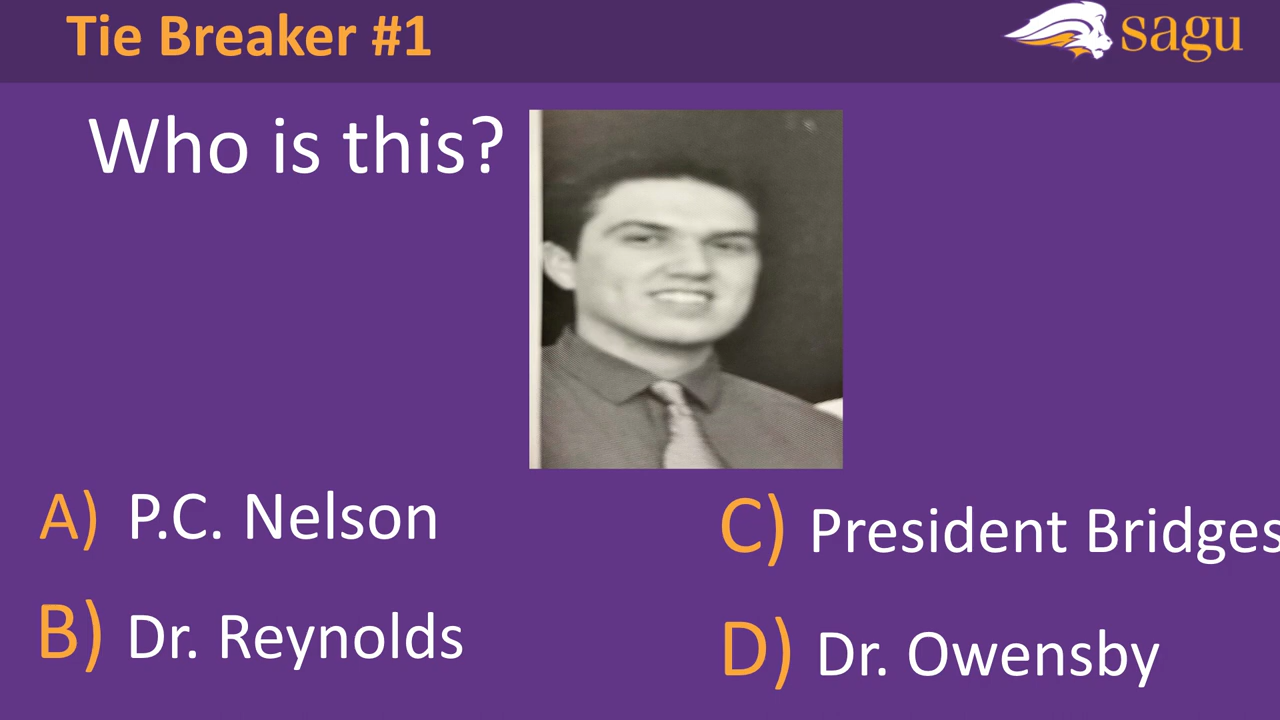 Tie Breaker #1
sagu
Who is this?
A) P.C. Nelson
B) Dr. Reynolds
C) President Bridges
D) Dr. Owensby